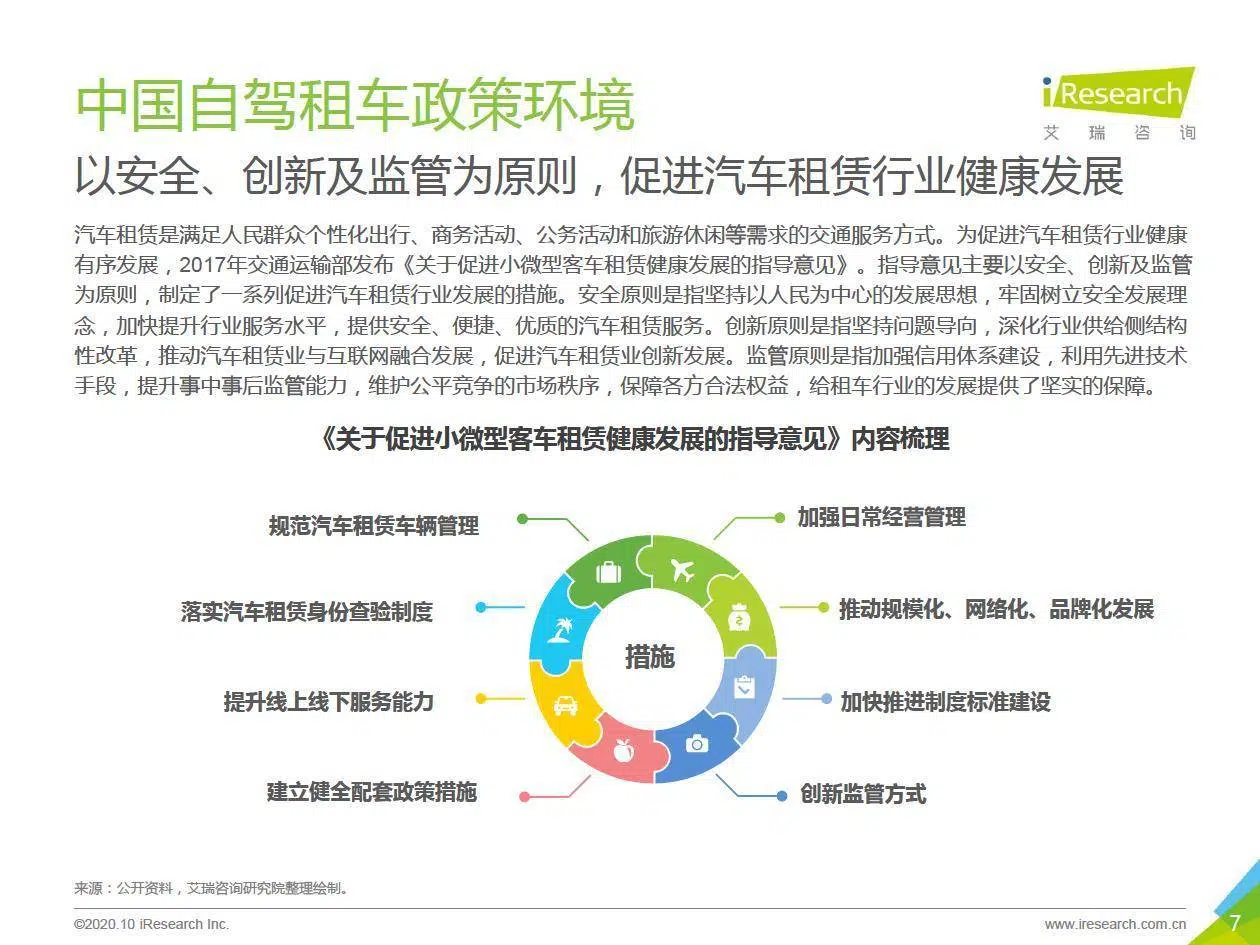 中国自驾租车政策环境
iResearch
艾瑞咨询
以安全、创新及监管为原则，促进汽车租赁行业健康发展
汽车租赁是满足人民群众个性化出行、商务活动、公务活动和旅游休闲等需求的交通服务方式。为促进汽车租赁行业健康
有序发展，2017年交通运输部发布《关于促进小微型客车租赁健康发展的指导意见》。指导意见主要以安全、创新及监管
为原则，制定了一系列促进汽车租赁行业发展的措施。安全原则是指坚持以人民为中心的发展思想，牢固树立安全发展理
念，加快提升行业服务水平，提供安全、便捷、优质的汽车租赁服务。创新原则是指坚持问题导向，深化行业供给侧结构
性改革，推动汽车租赁业与互联网融合发展，促进汽车租赁业创新发展。监管原则是指加强信用体系建设，利用先进技术
手段，提升事中事后监管能力，维护公平竞争的市场秩序，保障各方合法权益，给租车行业的发展提供了坚实的保障。
《关于促进小微型客车租赁健康发展的指导意见》内容梳理
规范汽车租赁车辆管理
加强日常经营管理
落实汽车租赁身份查验制度
推动规模化、网络化、品牌化发展
措施
提升线上线下服务能力
加快推进制度标准建设
建立健全配套政策措施
创新监管方式
来源：公开资料，艾瑞咨询研究院整理绘制。
©2020.10 iResearch Inc.
www.iresearch.com.cn
7